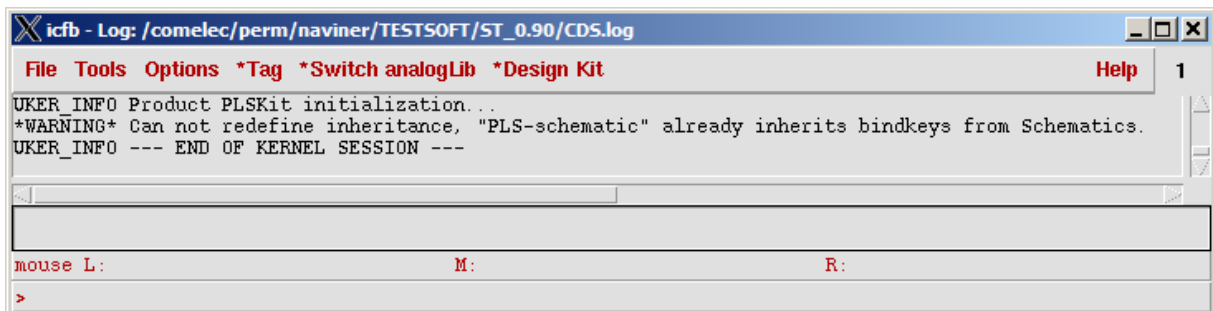 icfb - Log: /comelec/perm/naviner/TESTSOFT/ST_0.90/CDS.log
File Tools Options *Tag *Switch analogLib *Design Kit Help 1
UKER_INFO Product PLSKit initialization...
*WARNING* Can not redefine inheritance, "PLS-schematic" already inherits bindkeys from Schematics.
UKER_INFO --- END OF KERNEL SESSION ---
mouse L: M: R:
>